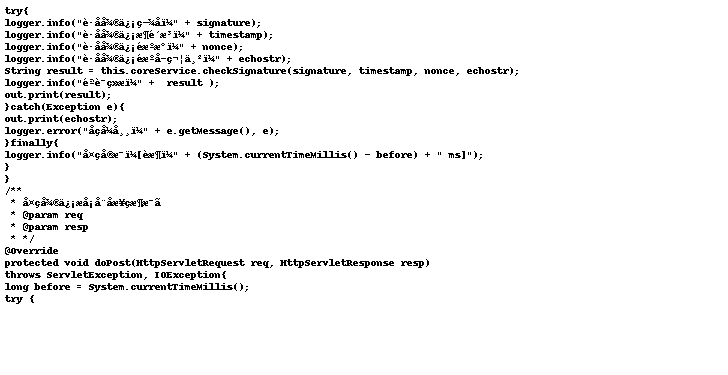 try{
logger.info("è·åå¾®ä¿¡ç­¾åï¼" + signature);
logger.info("è·åå¾®ä¿¡æ¶é´æ³ï¼" + timestamp);
logger.info("è·åå¾®ä¿¡éæºæ°ï¼" + nonce);
logger.info("è·åå¾®ä¿¡éæºå­ç¬¦ä¸²ï¼" + echostr);
String result = this.coreService.checkSignature(signature, timestamp, nonce, echostr);
logger.info("éªè¯ç»æï¼" +  result );
out.print(result);
}catch(Exception e){
out.print(echostr);
logger.error("åçå¼å¸¸ï¼" + e.getMessage(), e);
}finally{
logger.info("å¤çå®æ¯ï¼[èæ¶ï¼" + (System.currentTimeMillis() - before) + " ms]");
}
}
/**
 * å¤çå¾®ä¿¡æå¡å¨åæ¥çæ¶æ¯ã
 * @param req
 * @param resp
 * */
@Override
protected void doPost(HttpServletRequest req, HttpServletResponse resp)
throws ServletException, IOException{
long before = System.currentTimeMillis();
try {